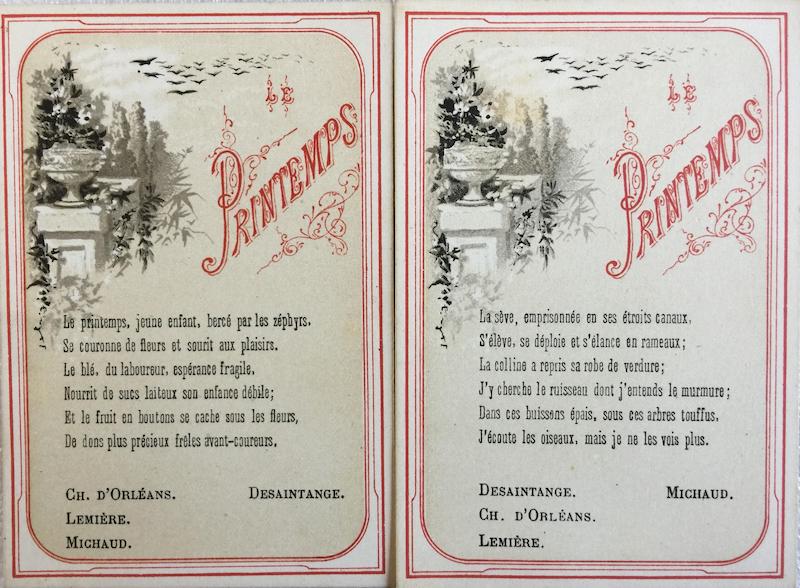 LE
PRINTEMPS
Le printemps, jeune enfant, bercé par les zéphyrs,
Se couronne de fleurs et sourit aux plaisirs.
Le blé, du laboureur, espérance fragile,
Nourrit de sucs laiteux son enfance débile;
Et le fruit en boutons se cache sous les fleurs,
De dons plus précieux frêles avant-coureurs,
CH. D'ORLÉANS. DESAINTANGE.
LEMIÈRE.
MICHAUD.
LE
PRINTEMPS
La sève, emprisonnée en ses étroits canaux,
S'élève, se déploie et s'élance en rameaux;
La colline a repris sa robe de verdure;
J'y cherche le ruisseau dont j'entends le murmure;
Dans ces buissons épais, sous ces arbres touffus,
J'écoute les oiseaux, mais je ne les vois plus.
DESAINTANGE. MICHAUD.
CH. D'ORLÉANS.
LEMIÈRE.